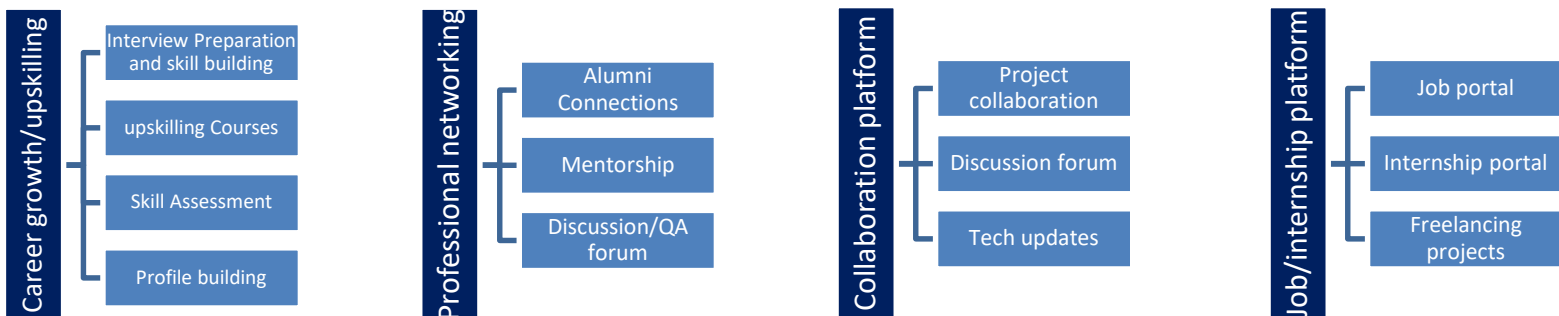 Career growth/upskilling
Interview Preparation
and skill building
upskilling Courses
Skill Assessment
Profile building
Professional networking
Alumni
Connections
Mentorship
Discussion/QA
forum
Collaboration platform
Project
collaboration
Discussion forum
Tech updates
Job/internship platform
Job portal
Internship portal
Freelancing
projects